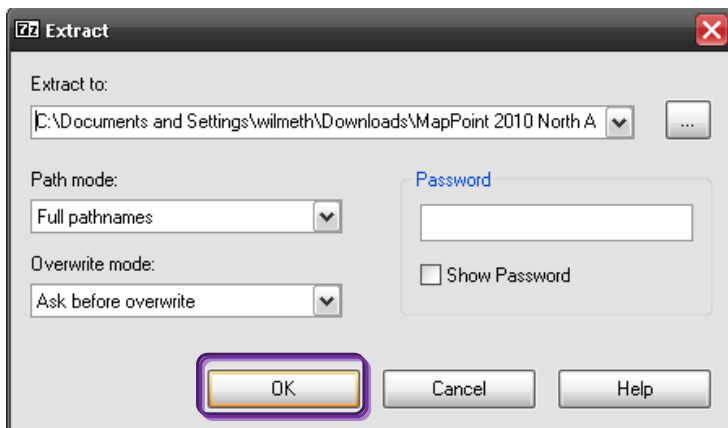 7z Extract
Extract to:
C:\Documents and Settings\wilmeth\Downloads\MapPoint 2010 North A
...
Path mode:
Full pathnames
Password
Overwrite mode:
Ask before overwrite
Show Password
OK
Cancel
Help